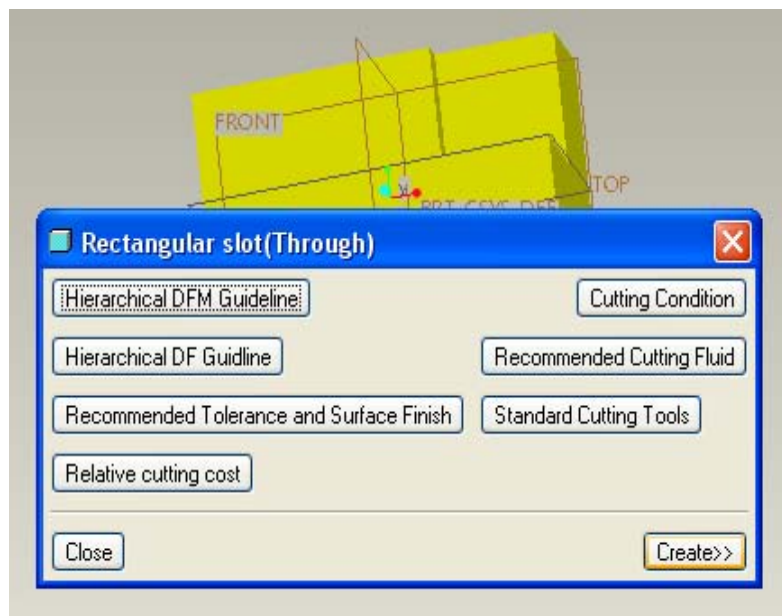 FRONT
TOP
PRT_CSYS_DEF
Rectangular slot(Through)
Hierarchical DFM Guideline
Cutting Condition
Hierarchical DF Guidline
Recommended Cutting Fluid
Recommended Tolerance and Surface Finish
Standard Cutting Tools
Relative cutting cost
Close
Create>>